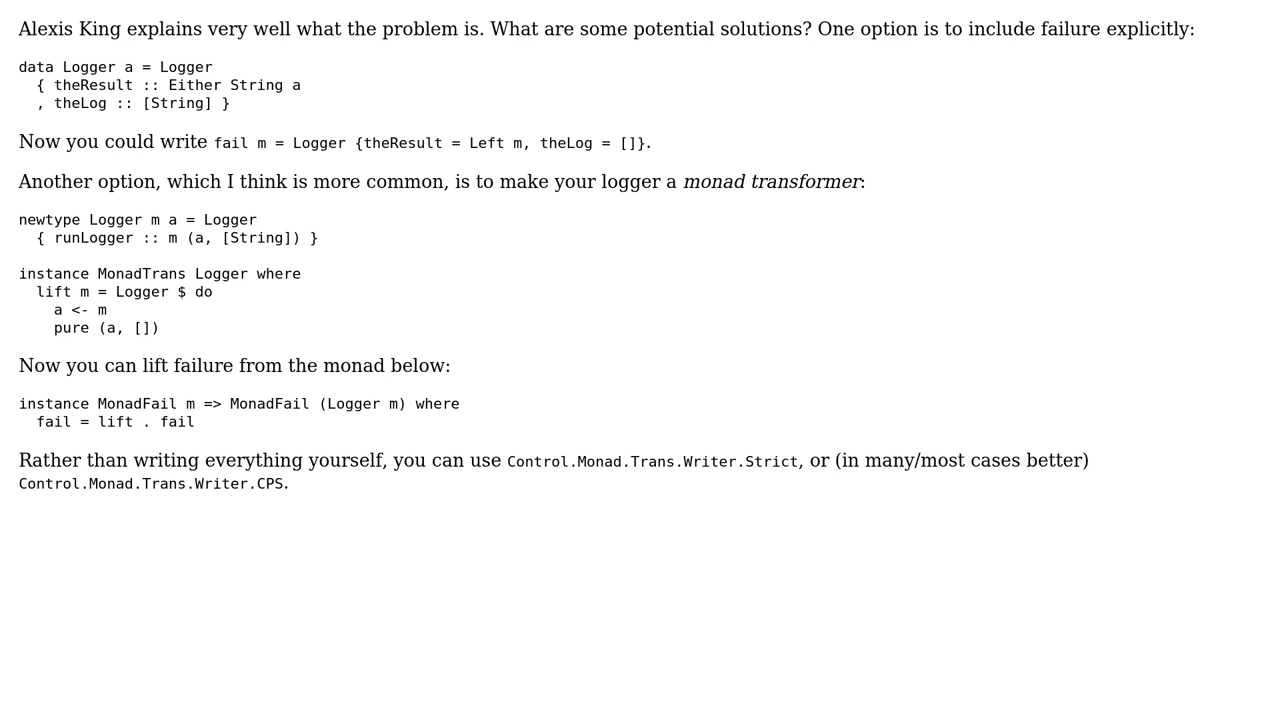 Alexis King explains very well what the problem is. What are some potential solutions? One option is to include failure explicitly:
data Logger a = Logger
  { theResult :: Either String a
  , theLog :: [String] }
Now you could write fail m = Logger {theResult = Left m, theLog = []}.
Another option, which I think is more common, is to make your logger a monad transformer:
newtype Logger m a = Logger
  { runLogger :: m (a, [String]) }
instance MonadTrans Logger where
  lift m = Logger $ do
    a <- m
    pure (a, [])
Now you can lift failure from the monad below:
instance MonadFail m => MonadFail (Logger m) where
  fail = lift . fail
Rather than writing everything yourself, you can use Control.Monad.Trans.Writer.Strict, or (in many/most cases better)
Control.Monad.Trans.Writer.CPS.